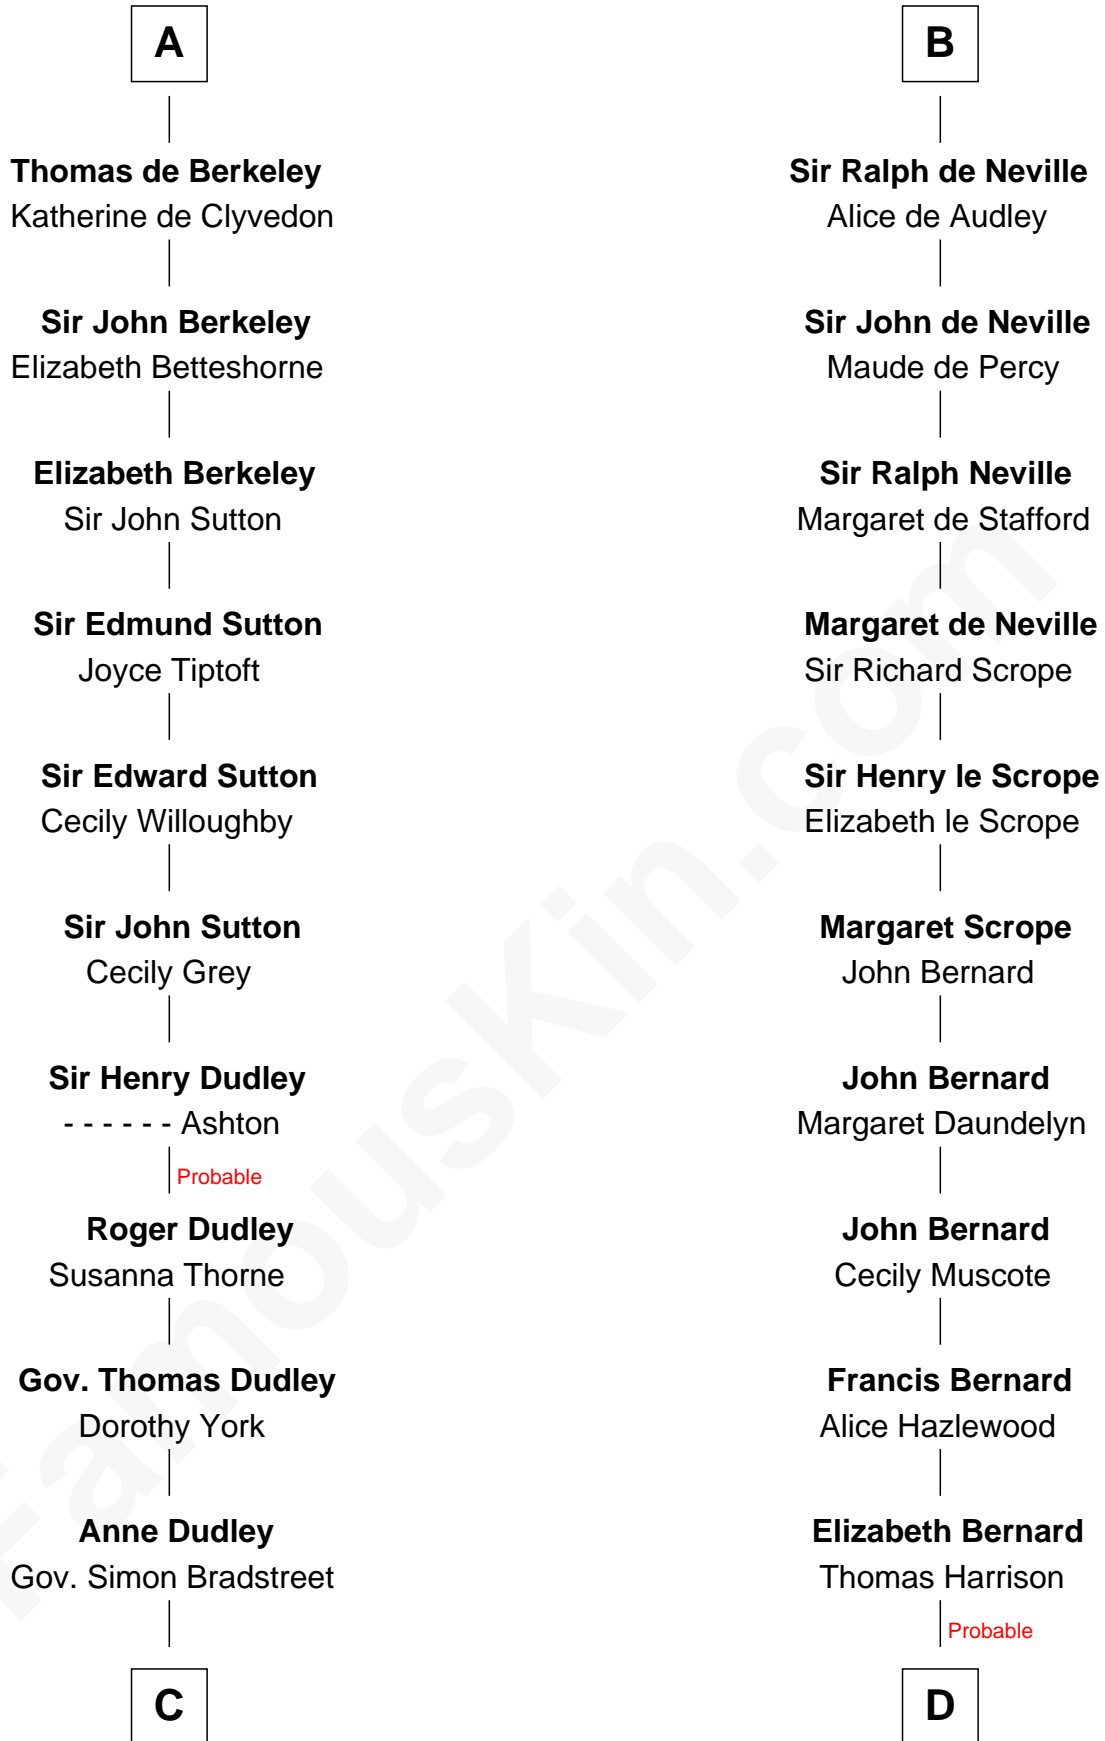 A
Thomas de Berkeley
Katherine de Clyvedon
Sir John Berkeley
Elizabeth Betteshorne
Elizabeth Berkeley
Sir John Sutton
Sir Edmund Sutton
Joyce Tiptoft
Sir Edward Sutton
Cecily Willoughby
Sir John Sutton
Cecily Grey
Sir Henry Dudley
- - - - - - Ashton
Probable
Roger Dudley
Susanna Thorne
Gov. Thomas Dudley
Dorothy York
Anne Dudley
Gov. Simon Bradstreet
C
B
Sir Ralph de Neville
Alice de Audley
Sir John de Neville
Maude de Percy
Sir Ralph Neville
Margaret de Stafford
Margaret de Neville
Sir Richard Scrope
Sir Henry le Scrope
Elizabeth le Scrope
Margaret Scrope
John Bernard
John Bernard
Margaret Daundelyn
John Bernard
Cecily Muscote
Francis Bernard
Alice Hazlewood
Elizabeth Bernard
Thomas Harrison
Probable
D
FamousKin.com